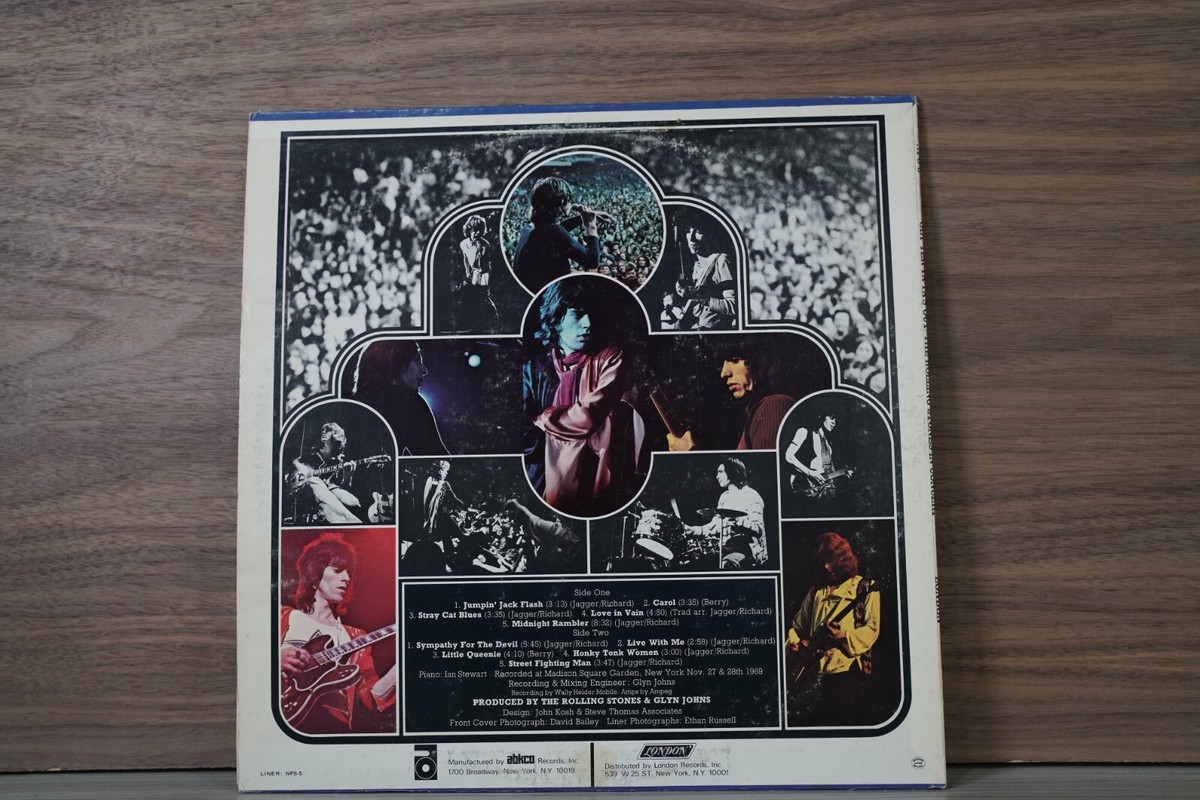 Side One
1. Jumpin' Jack Flash (3:13) (Jagger/Richard) 2. Carol (3:35) (Berry)
3. Stray Cat Blues (3:35) (Jagger/Richard) 4. Love in Vain (4:50) (Trad arr. Jagger/Richard)
5. Midnight Rambler (8:32) (Jagger/Richard)
Side Two
1. Sympathy For The Devil (5:45) (Jagger/Richard) 2. Live With Me (2:58) (Jagger/Richard)
3. Little Queenie (4:10) (Berry) 4. Honky Tonk Women (3:00) (Jagger/Richard)
5. Street Fighting Man (3:47) (Jagger/Richard)
Piano: Ian Stewart Recorded at Madison Square Garden, New York Nov. 27 & 28th 1969
Recording & Mixing Engineer: Glyn Johns
Recording by Wally Heider Mobile. Amps by Ampeg
PRODUCED BY THE ROLLING STONES & GLYN JOHNS
Design: John Kosh & Steve Thomas Associates
Front Cover Photograph: David Bailey Liner Photographs: Ethan Russell
LINER: NPS-5
Manufactured by abkco Records, Inc.
1700 Broadway, New York, N.Y. 10019
LONDON
Distributed by London Records, Inc.
539 W 25 ST. New York, N.Y. 10001